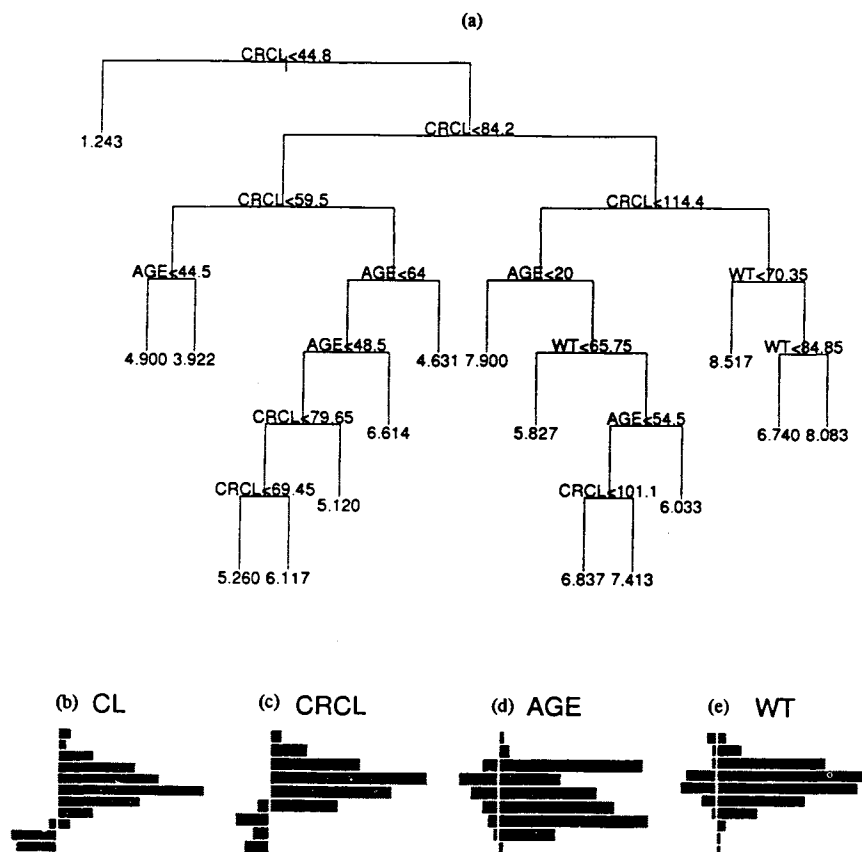 (a)
CRCL<44.8
1.243
CRCL<84.2
CRCL<59.5
CRCL<114.4
AGE<44.5
AGE<64
AGE<20
WT<70.35
4.900 3.922
AGE<48.5
4.631 7.900
WT<65.75
8.517
WT<84.85
CRCL<79.65
6.614
5.827
AGE<54.5
6.740 8.083
CRCL<69.45
5.120
CRCL<101.1
6.033
5.260 6.117
6.837 7.413
(b) CL
(c) CRCL
(d) AGE
(e) WT